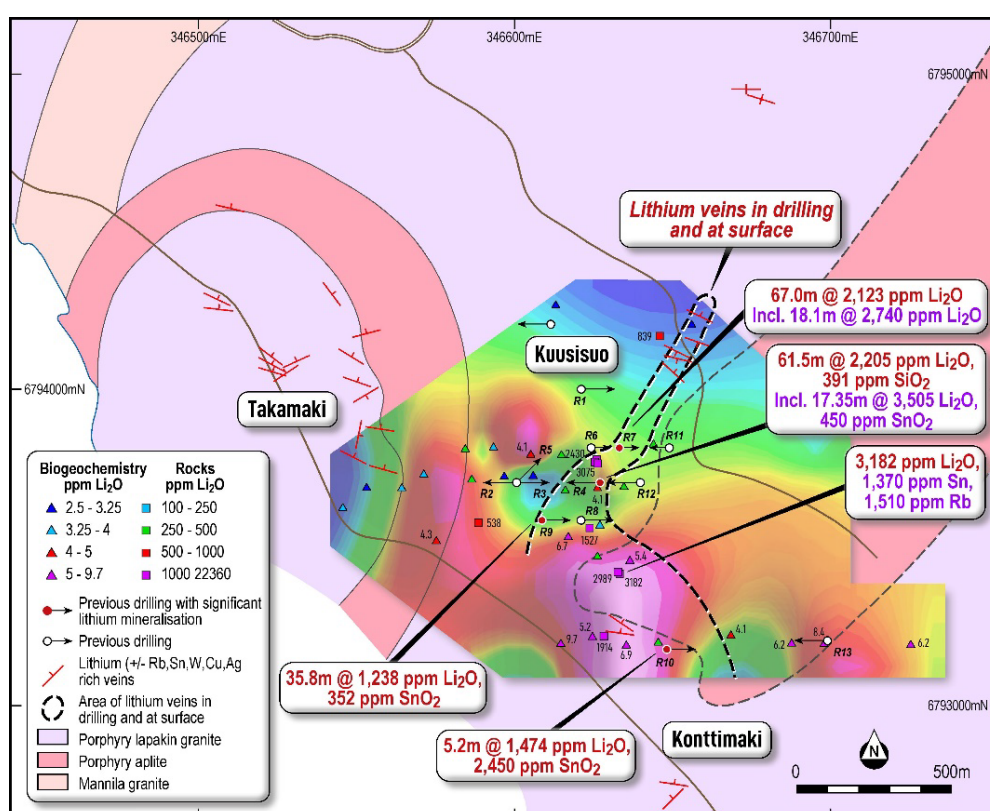 346500mE
346600mE
346700mE
6795000mN
Lithium veins in drilling
and at surface
67.0m @ 2,123 ppm Li2O
Incl. 18.1m @ 2,740 ppm Li2O
839
Kuusisuo
61.5m @ 2,205 ppm Li2O,
391 ppm SiO2
Incl. 17.35m @ 3,505 Li2O,
450 ppm SnO2
6794000mN
R1
Takamaki
R6
R7
R11
4.1
R5
2430
3075
3,182 ppm Li2O,
1,370 ppm Sn,
1,510 ppm Rb
R2
R3
R4
4.1
R12
538
R9
R8
1527
4.3
6.7
5.4
2989
3182
Biogeochemistry
ppm Li2O
Rocks
ppm Li2O
2.5 - 3.25
100 - 250
3.25 - 4
250 - 500
4 - 5
500 - 1000
5 - 9.7
1000 22360
Previous drilling with significant
lithium mineralisation
Previous drilling
Lithium (+/- Rb,Sn,W,Cu,Ag
rich veins
Area of lithium veins in
drilling and at surface
Porphyry lapakin granite
Porphyry aplite
Mannila granite
9.7
5.2
1914
6.9
R10
4.1
6.2
8.4
R13
6.2
35.8m @ 1,238 ppm Li2O,
352 ppm SnO2
6793000mN
5.2m @ 1,474 ppm Li2O,
2,450 ppm SnO2
Konttimaki
N
0
500m